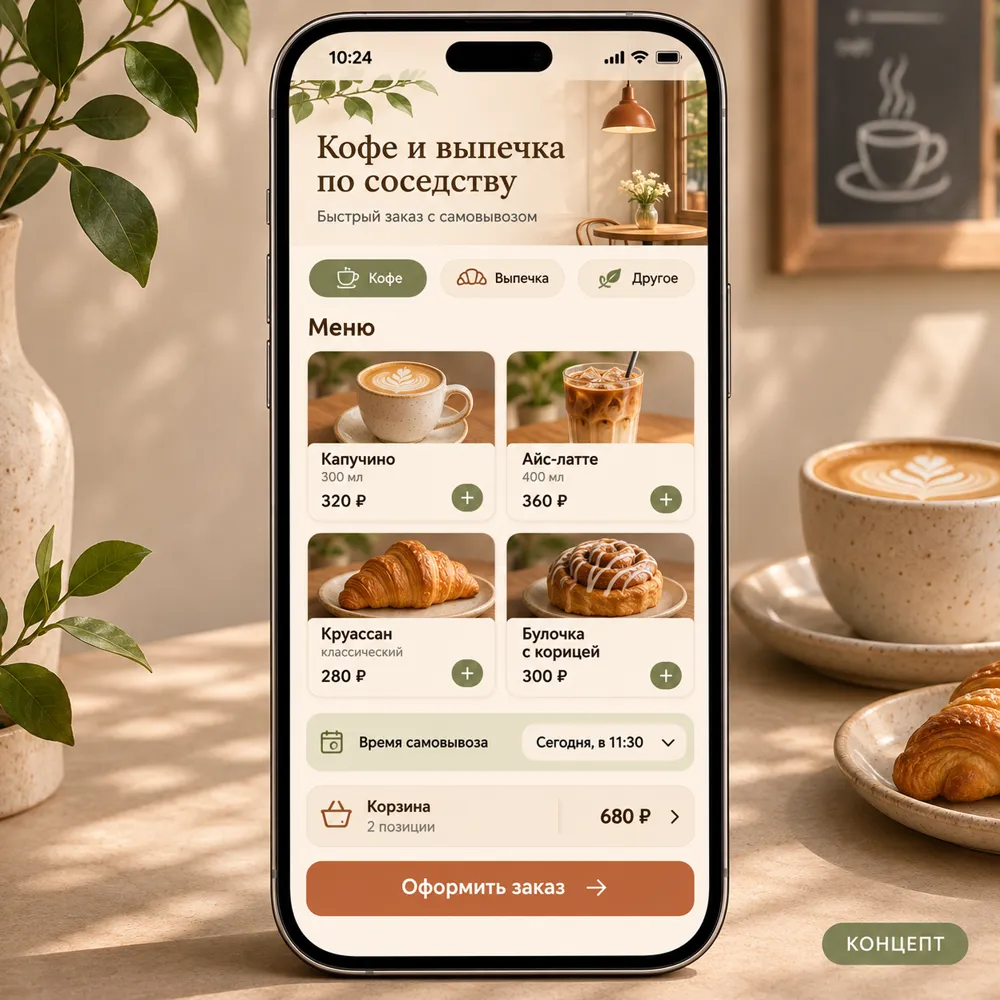 10:24
Кофе и выпечка
по соседству
Быстрый заказ с самовывозом
Кофе
Выпечка
Другое
Меню
Капучино
300 мл
320 ₽
Айс-латте
400 мл
360 ₽
Круассан
классический
280 ₽
Булочка
с корицей
300 ₽
Время самовывоза
Сегодня, в 11:30
Корзина
2 позиции
680 ₽
Оформить заказ
КОНЦЕПТ